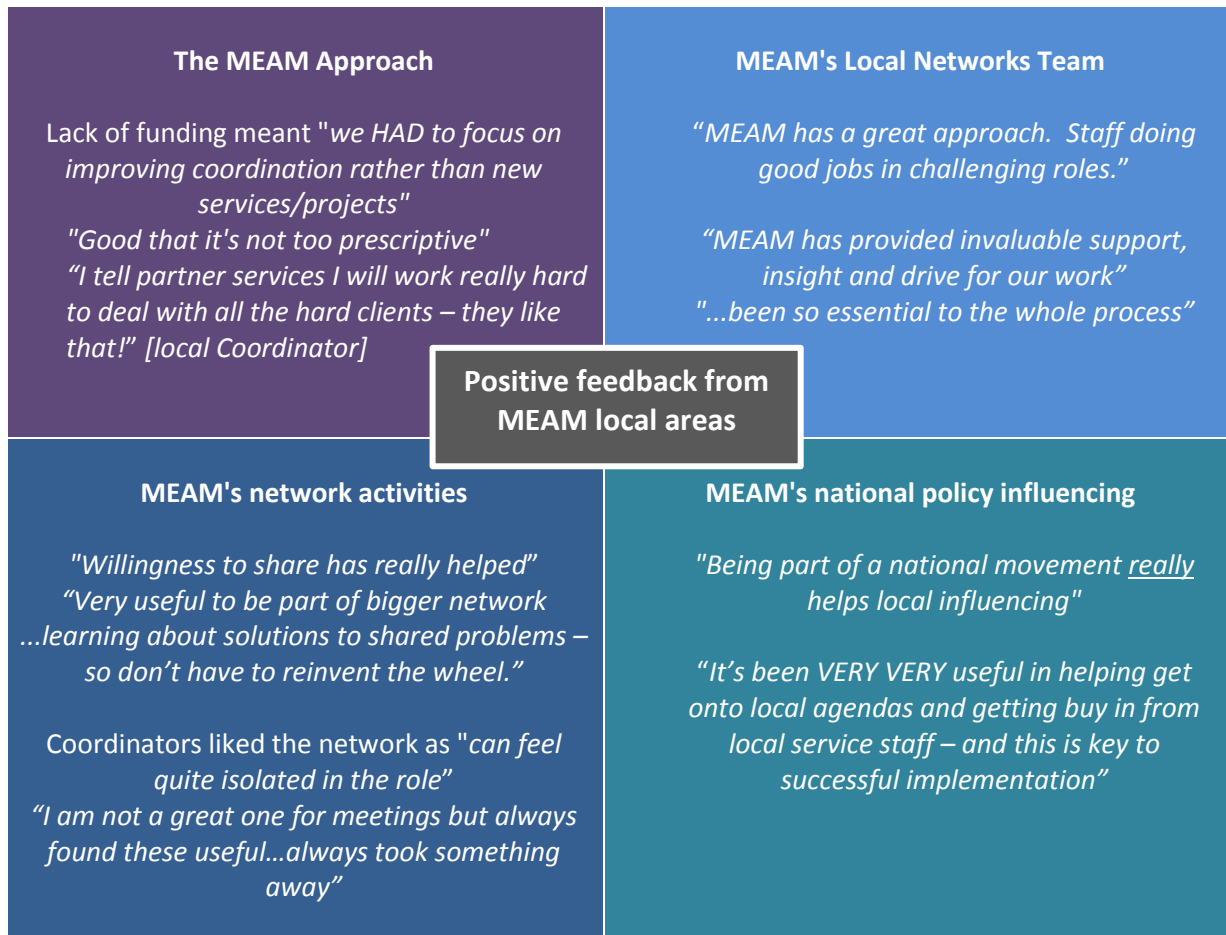 The MEAM Approach
Lack of funding meant "we HAD to focus on
improving coordination rather than new
services/projects"
"Good that it's not too prescriptive"
“I tell partner services I will work really hard
to deal with all the hard clients – they like
that!” [local Coordinator]
MEAM's Local Networks Team
“MEAM has a great approach. Staff doing
good jobs in challenging roles.”
“MEAM has provided invaluable support,
insight and drive for our work”
"...been so essential to the whole process”
Positive feedback from
MEAM local areas
MEAM's network activities
"Willingness to share has really helped”
“Very useful to be part of bigger network
...learning about solutions to shared problems –
so don’t have to reinvent the wheel.”
Coordinators liked the network as "can feel
quite isolated in the role”
“I am not a great one for meetings but always
found these useful…always took something
away”
MEAM's national policy influencing
"Being part of a national movement really
helps local influencing"
“It’s been VERY VERY useful in helping get
onto local agendas and getting buy in from
local service staff – and this is key to
successful implementation”